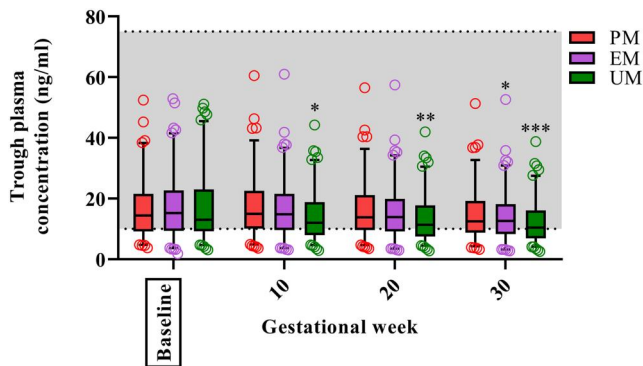 Trough plasma
concentration (ng/ml)
80
60
40
20
0
*
**
*
***
PM
EM
UM
Baseline
10
20
30
Gestational week